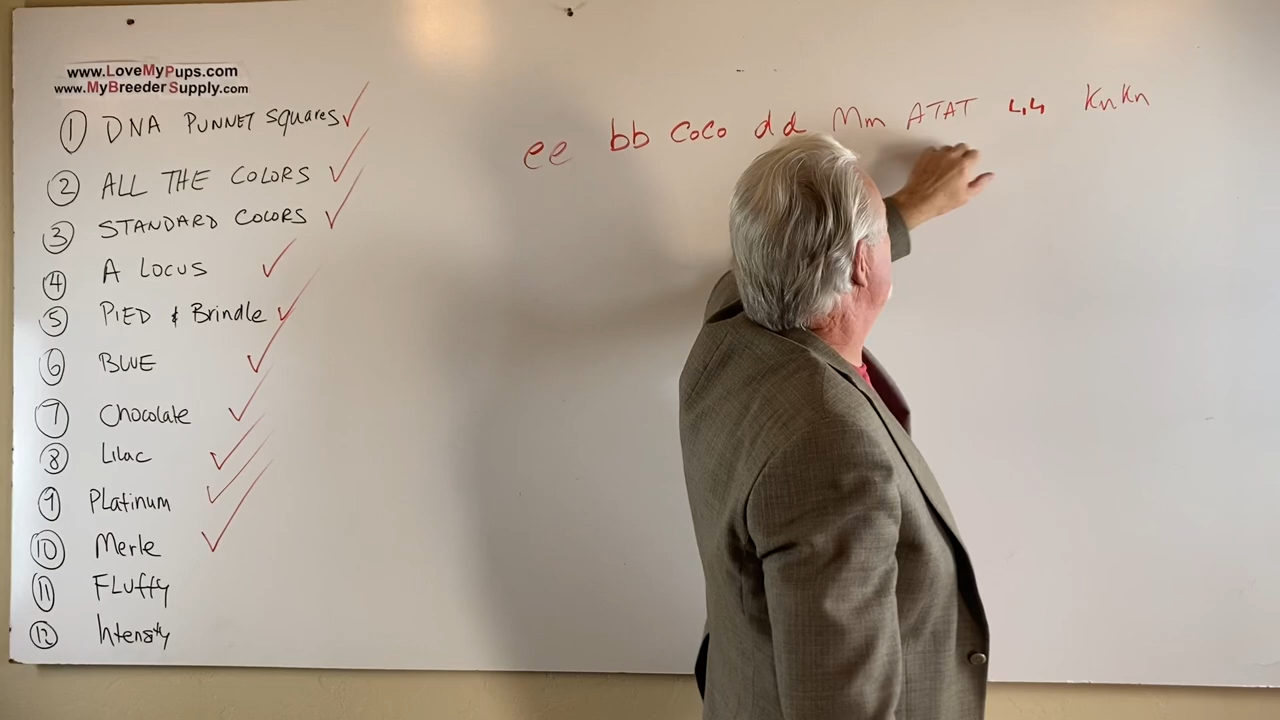 www.LoveMyPups.com
www.MyBreederSupply.com
1 DNA PUNNET SQUARES
2 ALL THE COLORS
3 STANDARD COLORS
4 A LOCUS
5 PIED & Brindle
6 BLUE
7 Chocolate
8 Lilac
9 PLatinum
10 Merle
11 FLuffy
12 Intensity
ee bb CoCo dd Mm ATAT L4L4 KnKn